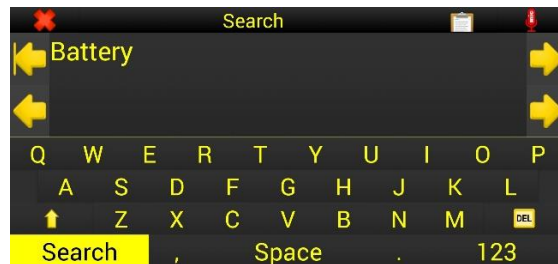 Search
Battery
Q W E R T Y U I O P
A S D F G H J K L
Z X C V B N M DEL
Search , Space . 123